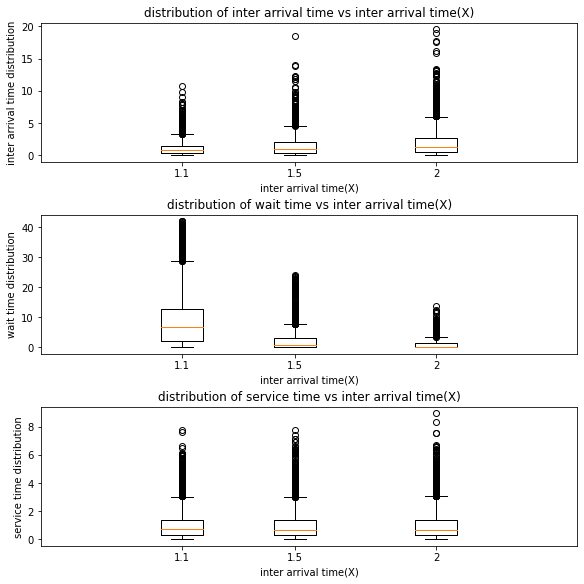 distribution of inter arrival time vs inter arrival time(X)
inter arrival time distribution
20
15
10
5
0
1.1 1.5 2
inter arrival time(X)
distribution of wait time vs inter arrival time(X)
wait time distribution
40
30
20
10
0
1.1 1.5 2
inter arrival time(X)
distribution of service time vs inter arrival time(X)
service time distribution
8
6
4
2
0
1.1 1.5 2
inter arrival time(X)